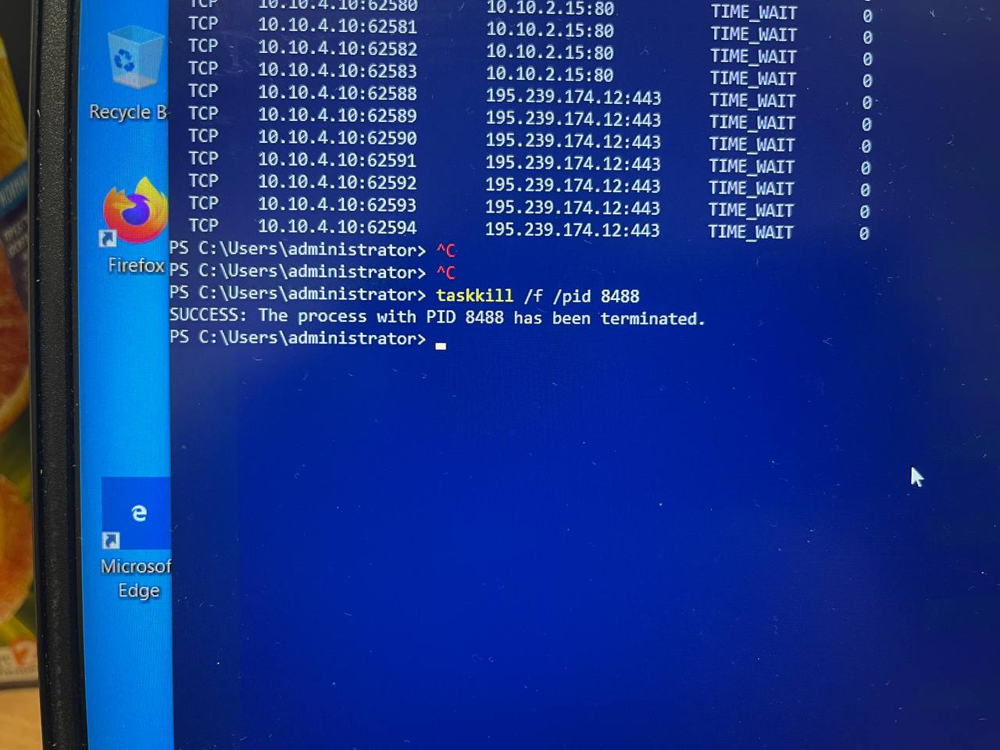 TCP 10.10.4.10:62580 10.10.2.15:80 TIME_WAIT 0
TCP 10.10.4.10:62581 10.10.2.15:80 TIME_WAIT 0
TCP 10.10.4.10:62582 10.10.2.15:80 TIME_WAIT 0
TCP 10.10.4.10:62583 10.10.2.15:80 TIME_WAIT 0
TCP 10.10.4.10:62588 195.239.174.12:443 TIME_WAIT 0
TCP 10.10.4.10:62589 195.239.174.12:443 TIME_WAIT 0
TCP 10.10.4.10:62590 195.239.174.12:443 TIME_WAIT 0
TCP 10.10.4.10:62591 195.239.174.12:443 TIME_WAIT 0
TCP 10.10.4.10:62592 195.239.174.12:443 TIME_WAIT 0
TCP 10.10.4.10:62593 195.239.174.12:443 TIME_WAIT 0
TCP 10.10.4.10:62594 195.239.174.12:443 TIME_WAIT 0
PS C:\Users\administrator> ^C
PS C:\Users\administrator> ^C
PS C:\Users\administrator> taskkill /f /pid 8488
SUCCESS: The process with PID 8488 has been terminated.
PS C:\Users\administrator>
Recycle B
Firefox
Microsof
Edge